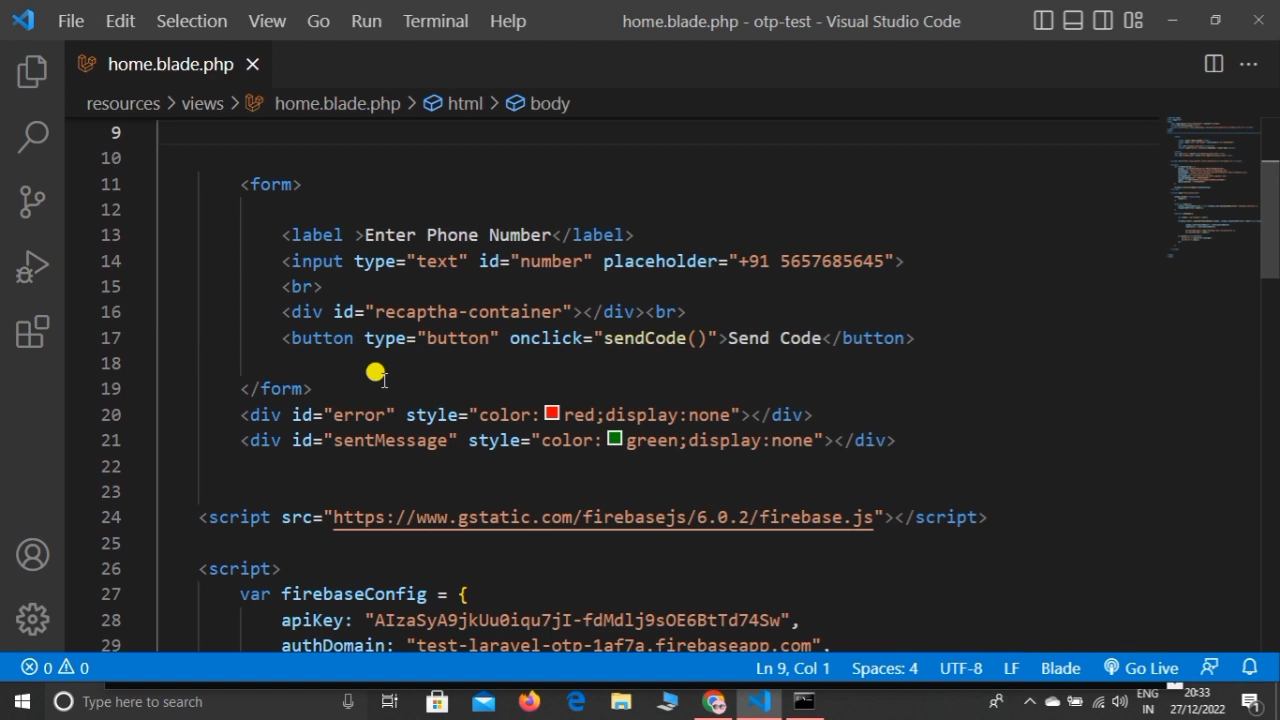 File Edit Selection View Go Run Terminal Help home.blade.php - otp-test - Visual Studio Code
home.blade.php
resources > views > home.blade.php > html > body
9
10
11 <form>
12
13 <label >Enter Phone Number</label>
14 <input type="text" id="number" placeholder="+91 5657685645">
15 <br>
16 <div id="recaptha-container"></div><br>
17 <button type="button" onclick="sendCode()">Send Code</button>
18
19 </form>
20 <div id="error" style="color:red;display:none"></div>
21 <div id="sentMessage" style="color:green;display:none"></div>
22
23
24 <script src="https://www.gstatic.com/firebasejs/6.0.2/firebase.js"></script>
25
26 <script>
27 var firebaseConfig = {
28 apiKey: "AIzaSyA9jkUu0iqu7jI-fdMdlj9sOE6BtTd74Sw",
29 authDomain: "test-laravel-otp-1af7a.firebaseapp.com",
0 0 Ln 9, Col 1 Spaces: 4 UTF-8 LF Blade Go Live
Type here to search ENG IN 20:33 27/12/2022